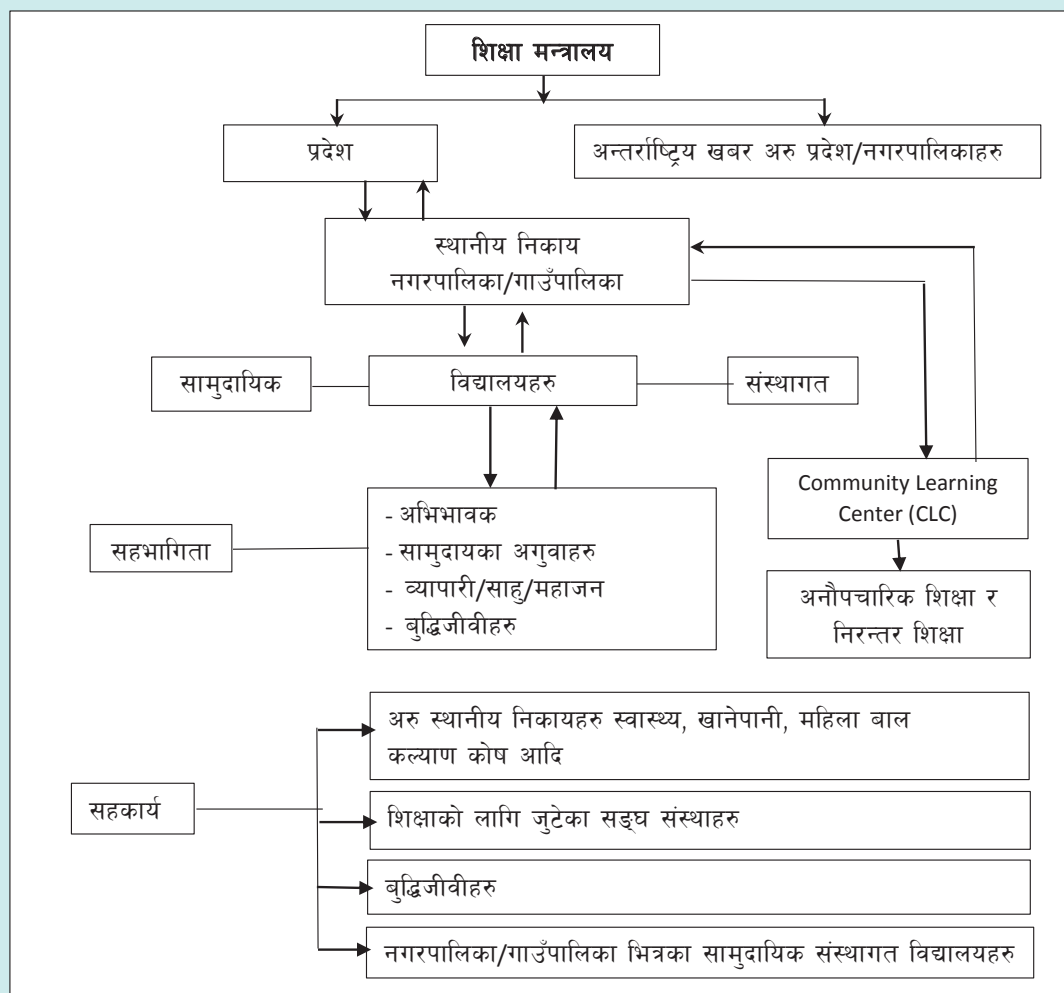 शिक्षा मन्त्रालय
प्रदेश
अन्तर्राष्ट्रिय खबर अरु प्रदेश/नगरपालिकाहरु
स्थानीय निकाय
नगरपालिका/गाउँपालिका
सामुदायिक
विद्यालयहरु
संस्थागत
सहभागिता
- अभिभावक
- सामुदायका अगुवाहरु
- व्यापारी/साहु/महाजन
- बुद्धिजीवीहरु
Community Learning
Center (CLC)
अनौपचारिक शिक्षा र
निरन्तर शिक्षा
सहकार्य
अरु स्थानीय निकायहरु स्वास्थ्य, खानेपानी, महिला बाल
कल्याण कोष आदि
शिक्षाको लागि जुटेका सङ्घ संस्थाहरु
बुद्धिजीवीहरु
नगरपालिका/गाउँपालिका भित्रका सामुदायिक संस्थागत विद्यालयहरु